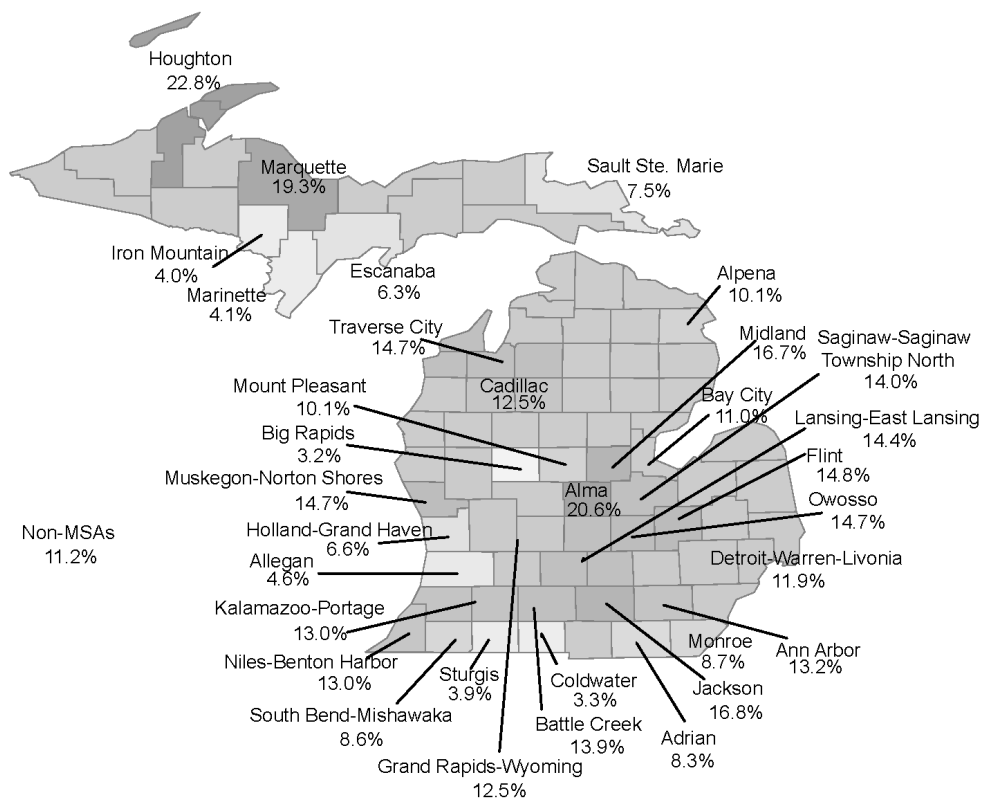 Houghton
22.8%
Marquette
19.3%
Sault Ste. Marie
7.5%
Iron Mountain
4.0%
Marinette
4.1%
Escanaba
6.3%
Alpena
10.1%
Traverse City
14.7%
Midland
16.7%
Saginaw-Saginaw
Township North
14.0%
Cadillac
12.5%
Mount Pleasant
10.1%
Bay City
11.0%
Big Rapids
3.2%
Lansing-East Lansing
14.4%
Flint
14.8%
Muskegon-Norton Shores
14.7%
Alma
20.6%
Owosso
14.7%
Non-MSAs
11.2%
Holland-Grand Haven
6.6%
Allegan
4.6%
Detroit-Warren-Livonia
11.9%
Kalamazoo-Portage
13.0%
Monroe
8.7%
Ann Arbor
13.2%
Niles-Benton Harbor
13.0%
Sturgis
3.9%
Coldwater
3.3%
Jackson
16.8%
South Bend-Mishawaka
8.6%
Battle Creek
13.9%
Adrian
8.3%
Grand Rapids-Wyoming
12.5%